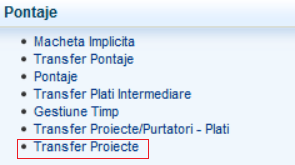 Pontaje
Macheta Implicita
Transfer Pontaje
Pontaje
Transfer Plati Intermediare
Gestiune Timp
Transfer Proiecte/Purtatori - Plati
Transfer Proiecte